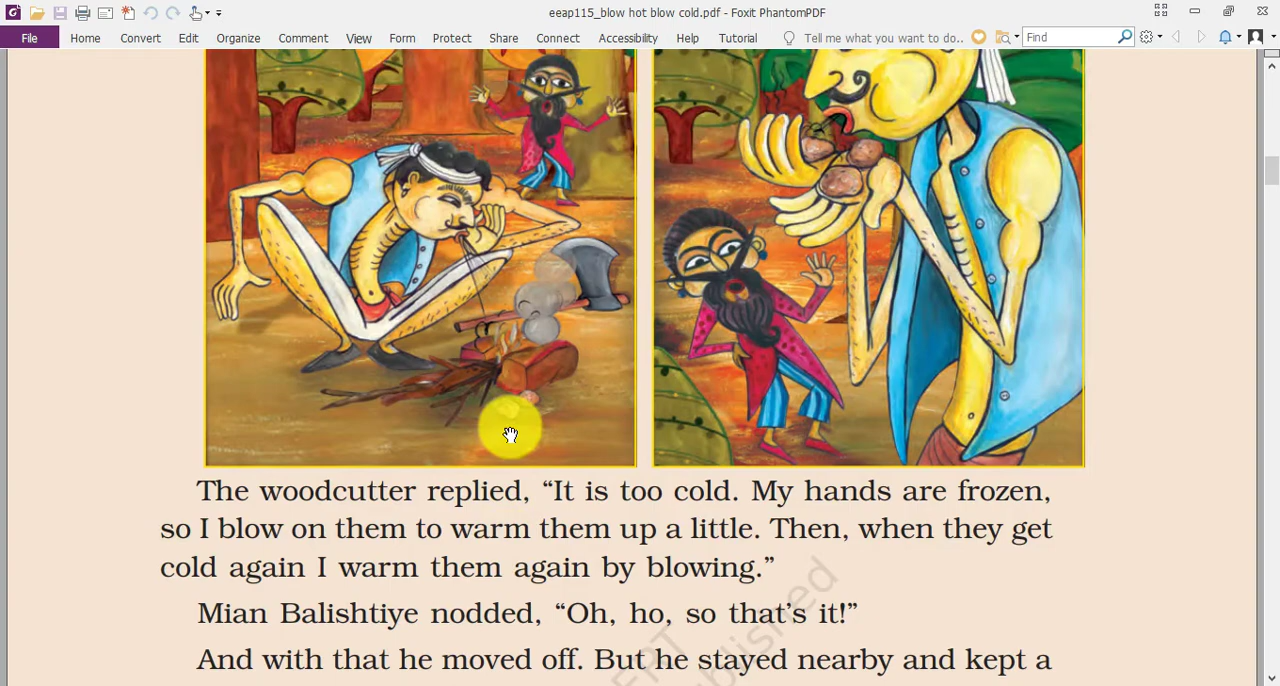 eeap115_blow hot blow cold.pdf - Foxit PhantomPDF
File Home Convert Edit Organize Comment View Form Protect Share Connect Accessibility Help Tutorial Tell me what you want to do.. Find
The woodcutter replied, “It is too cold. My hands are frozen,
so I blow on them to warm them up a little. Then, when they get
cold again I warm them again by blowing.”
Mian Balishtiye nodded, “Oh, ho, so that’s it!”
And with that he moved off. But he stayed nearby and kept a